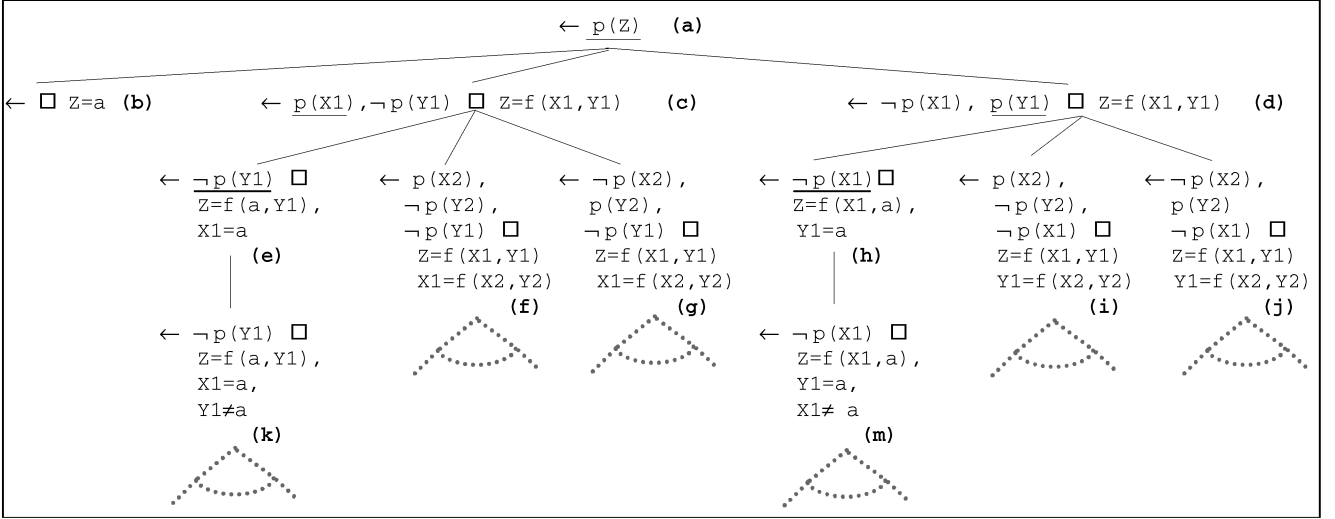 ← p(Z) (a)
← □ Z=a (b)
← p(X1),¬p(Y1) □ Z=f(X1,Y1) (c)
← ¬p(X1), p(Y1) □ Z=f(X1,Y1) (d)
← ¬p(Y1) □
Z=f(a,Y1),
X1=a
(e)
← p(X2),
¬p(Y2),
¬p(Y1) □
Z=f(X1,Y1)
X1=f(X2,Y2)
(f)
← ¬p(X2),
p(Y2),
¬p(Y1) □
Z=f(X1,Y1)
X1=f(X2,Y2)
(g)
← ¬p(X1)□
Z=f(X1,a),
Y1=a
(h)
← p(X2),
¬p(Y2),
¬p(X1) □
Z=f(X1,Y1)
Y1=f(X2,Y2)
(i)
←¬p(X2),
p(Y2)
¬p(X1) □
Z=f(X1,Y1)
Y1=f(X2,Y2)
(j)
← ¬p(Y1) □
Z=f(a,Y1),
X1=a,
Y1≠a
(k)
← ¬p(X1) □
Z=f(X1,a),
Y1=a,
X1≠ a
(m)